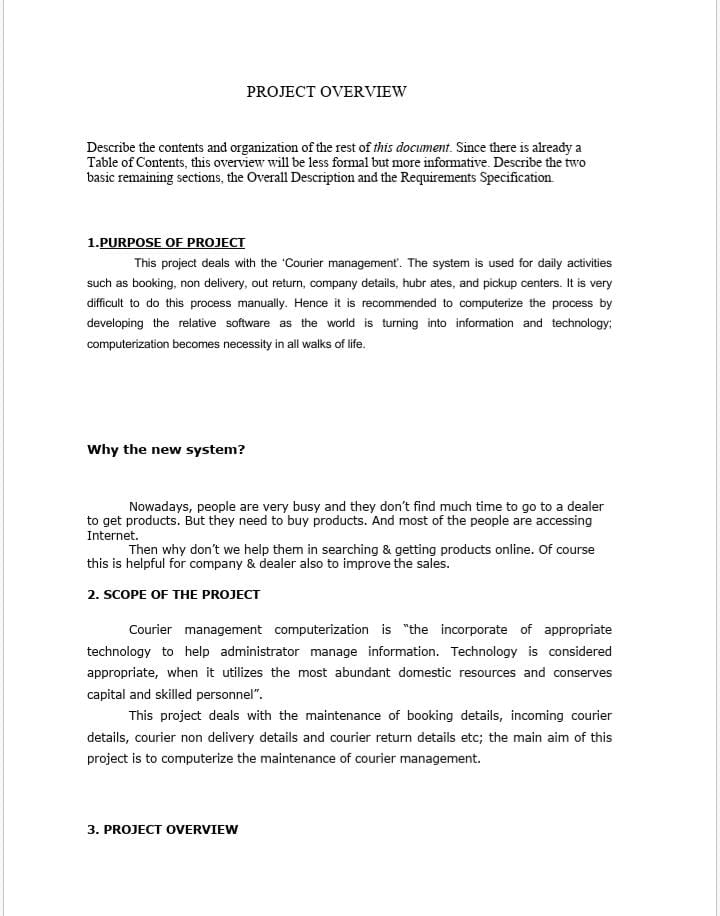 PROJECT OVERVIEW
Describe the contents and organization of the rest of this document. Since there is already a
Table of Contents, this overview will be less formal but more informative. Describe the two
basic remaining sections, the Overall Description and the Requirements Specification.
1.PURPOSE OF PROJECT
This project deals with the ‘Courier management’. The system is used for daily activities
such as booking, non delivery, out return, company details, hubr ates, and pickup centers. It is very
difficult to do this process manually. Hence it is recommended to computerize the process by
developing the relative software as the world is turning into information and technology;
computerization becomes necessity in all walks of life.
Why the new system?
Nowadays, people are very busy and they don’t find much time to go to a dealer
to get products. But they need to buy products. And most of the people are accessing
Internet.
Then why don’t we help them in searching & getting products online. Of course
this is helpful for company & dealer also to improve the sales.
2. SCOPE OF THE PROJECT
Courier management computerization is “the incorporate of appropriate
technology to help administrator manage information. Technology is considered
appropriate, when it utilizes the most abundant domestic resources and conserves
capital and skilled personnel”.
This project deals with the maintenance of booking details, incoming courier
details, courier non delivery details and courier return details etc; the main aim of this
project is to computerize the maintenance of courier management.
3. PROJECT OVERVIEW